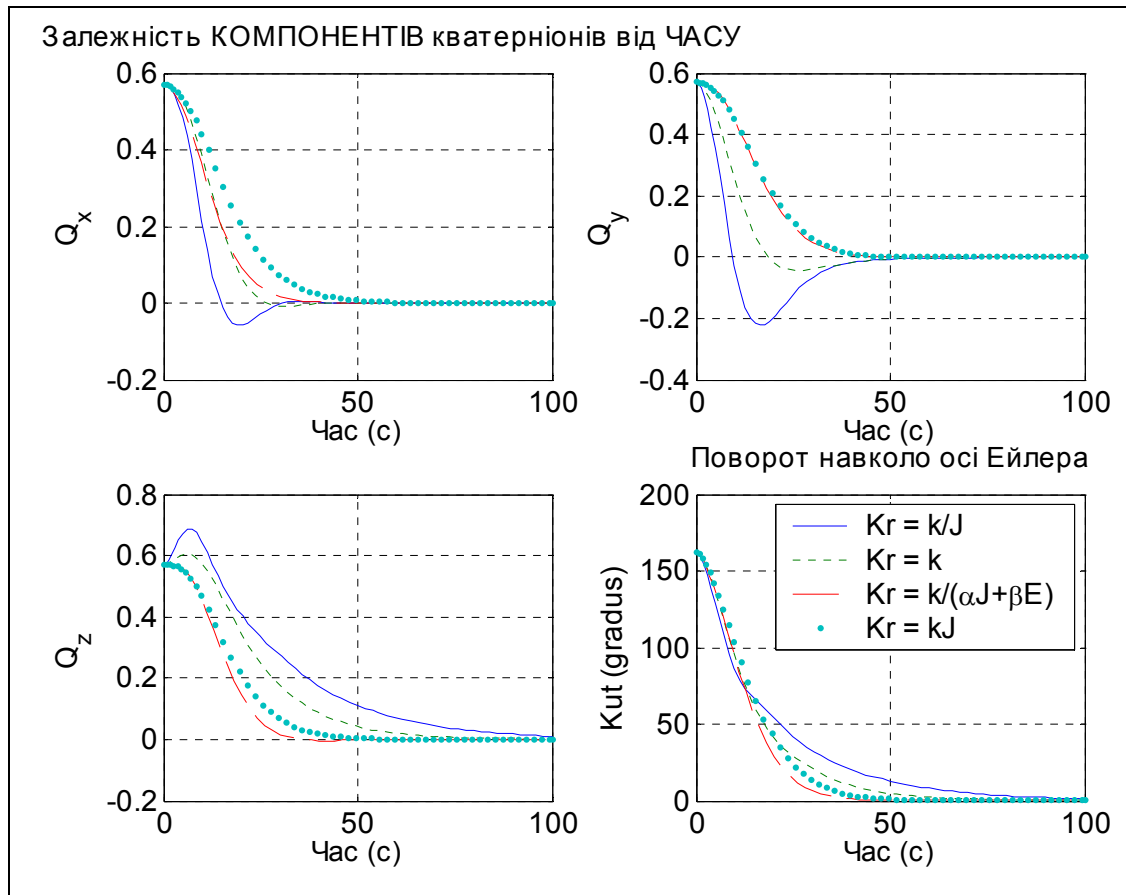 Залежність КОМПОНЕНТІВ кватерніонів від ЧАСУ
0.6
0.4
0.2
0
-0.2
Q_x
0
50
100
Час (с)
0.6
0.4
0.2
0
-0.2
-0.4
Q_y
0
50
100
Час (с)
0.8
0.6
0.4
0.2
0
-0.2
Q_z
0
50
100
Час (с)
Поворот навколо осі Ейлера
200
150
100
50
0
Kut (gradus)
Kr = k/J
Kr = k
Kr = k/(αJ+βE)
Kr = kJ
0
50
100
Час (с)